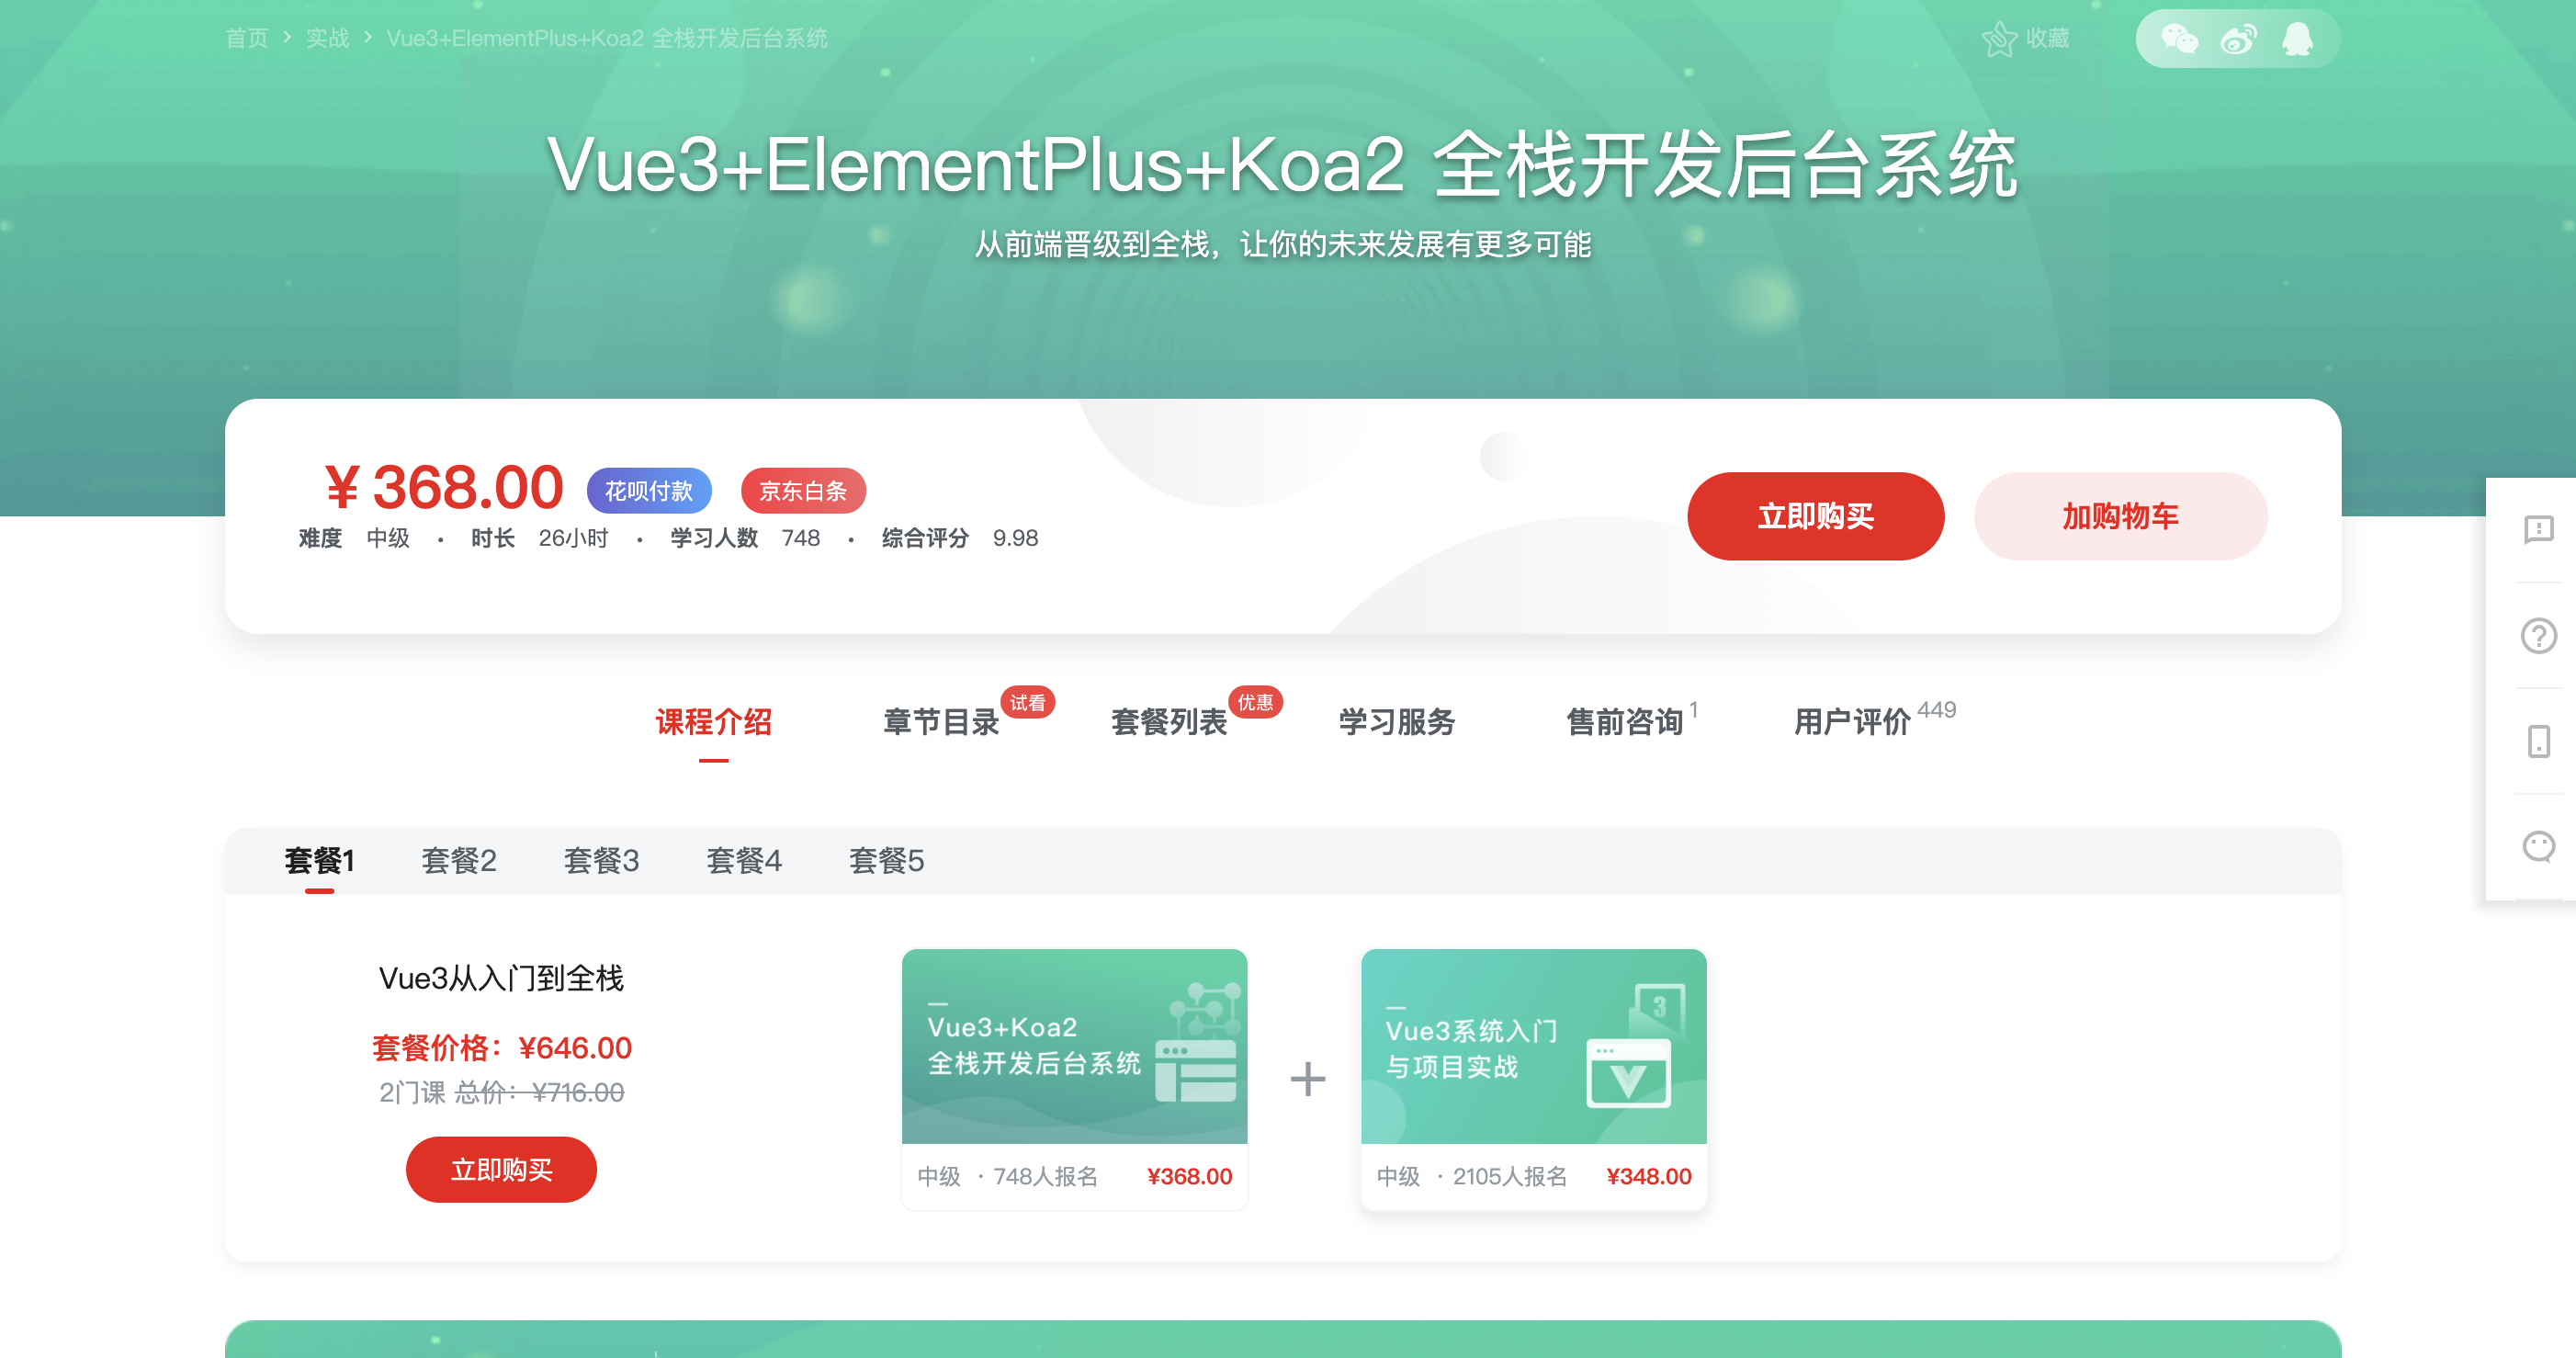 首页 > 实战 > Vue3+ElementPlus+Koa2 全栈开发后台系统
收藏
Vue3+ElementPlus+Koa2 全栈开发后台系统
从前端晋级到全栈，让你的未来发展有更多可能
¥ 368.00 花呗付款 京东白条
难度 中级 · 时长 26小时 · 学习人数 748 · 综合评分 9.98
立即购买 加购物车
课程介绍 章节目录 试看 套餐列表 优惠 学习服务 售前咨询 1 用户评价 449
套餐1 套餐2 套餐3 套餐4 套餐5
Vue3从入门到全栈
套餐价格：¥646.00
2门课 总价：¥716.00
立即购买
Vue3+Koa2
全栈开发后台系统
中级 · 748人报名 ¥368.00
+
3
Vue3系统入门
与项目实战
中级 · 2105人报名 ¥348.00